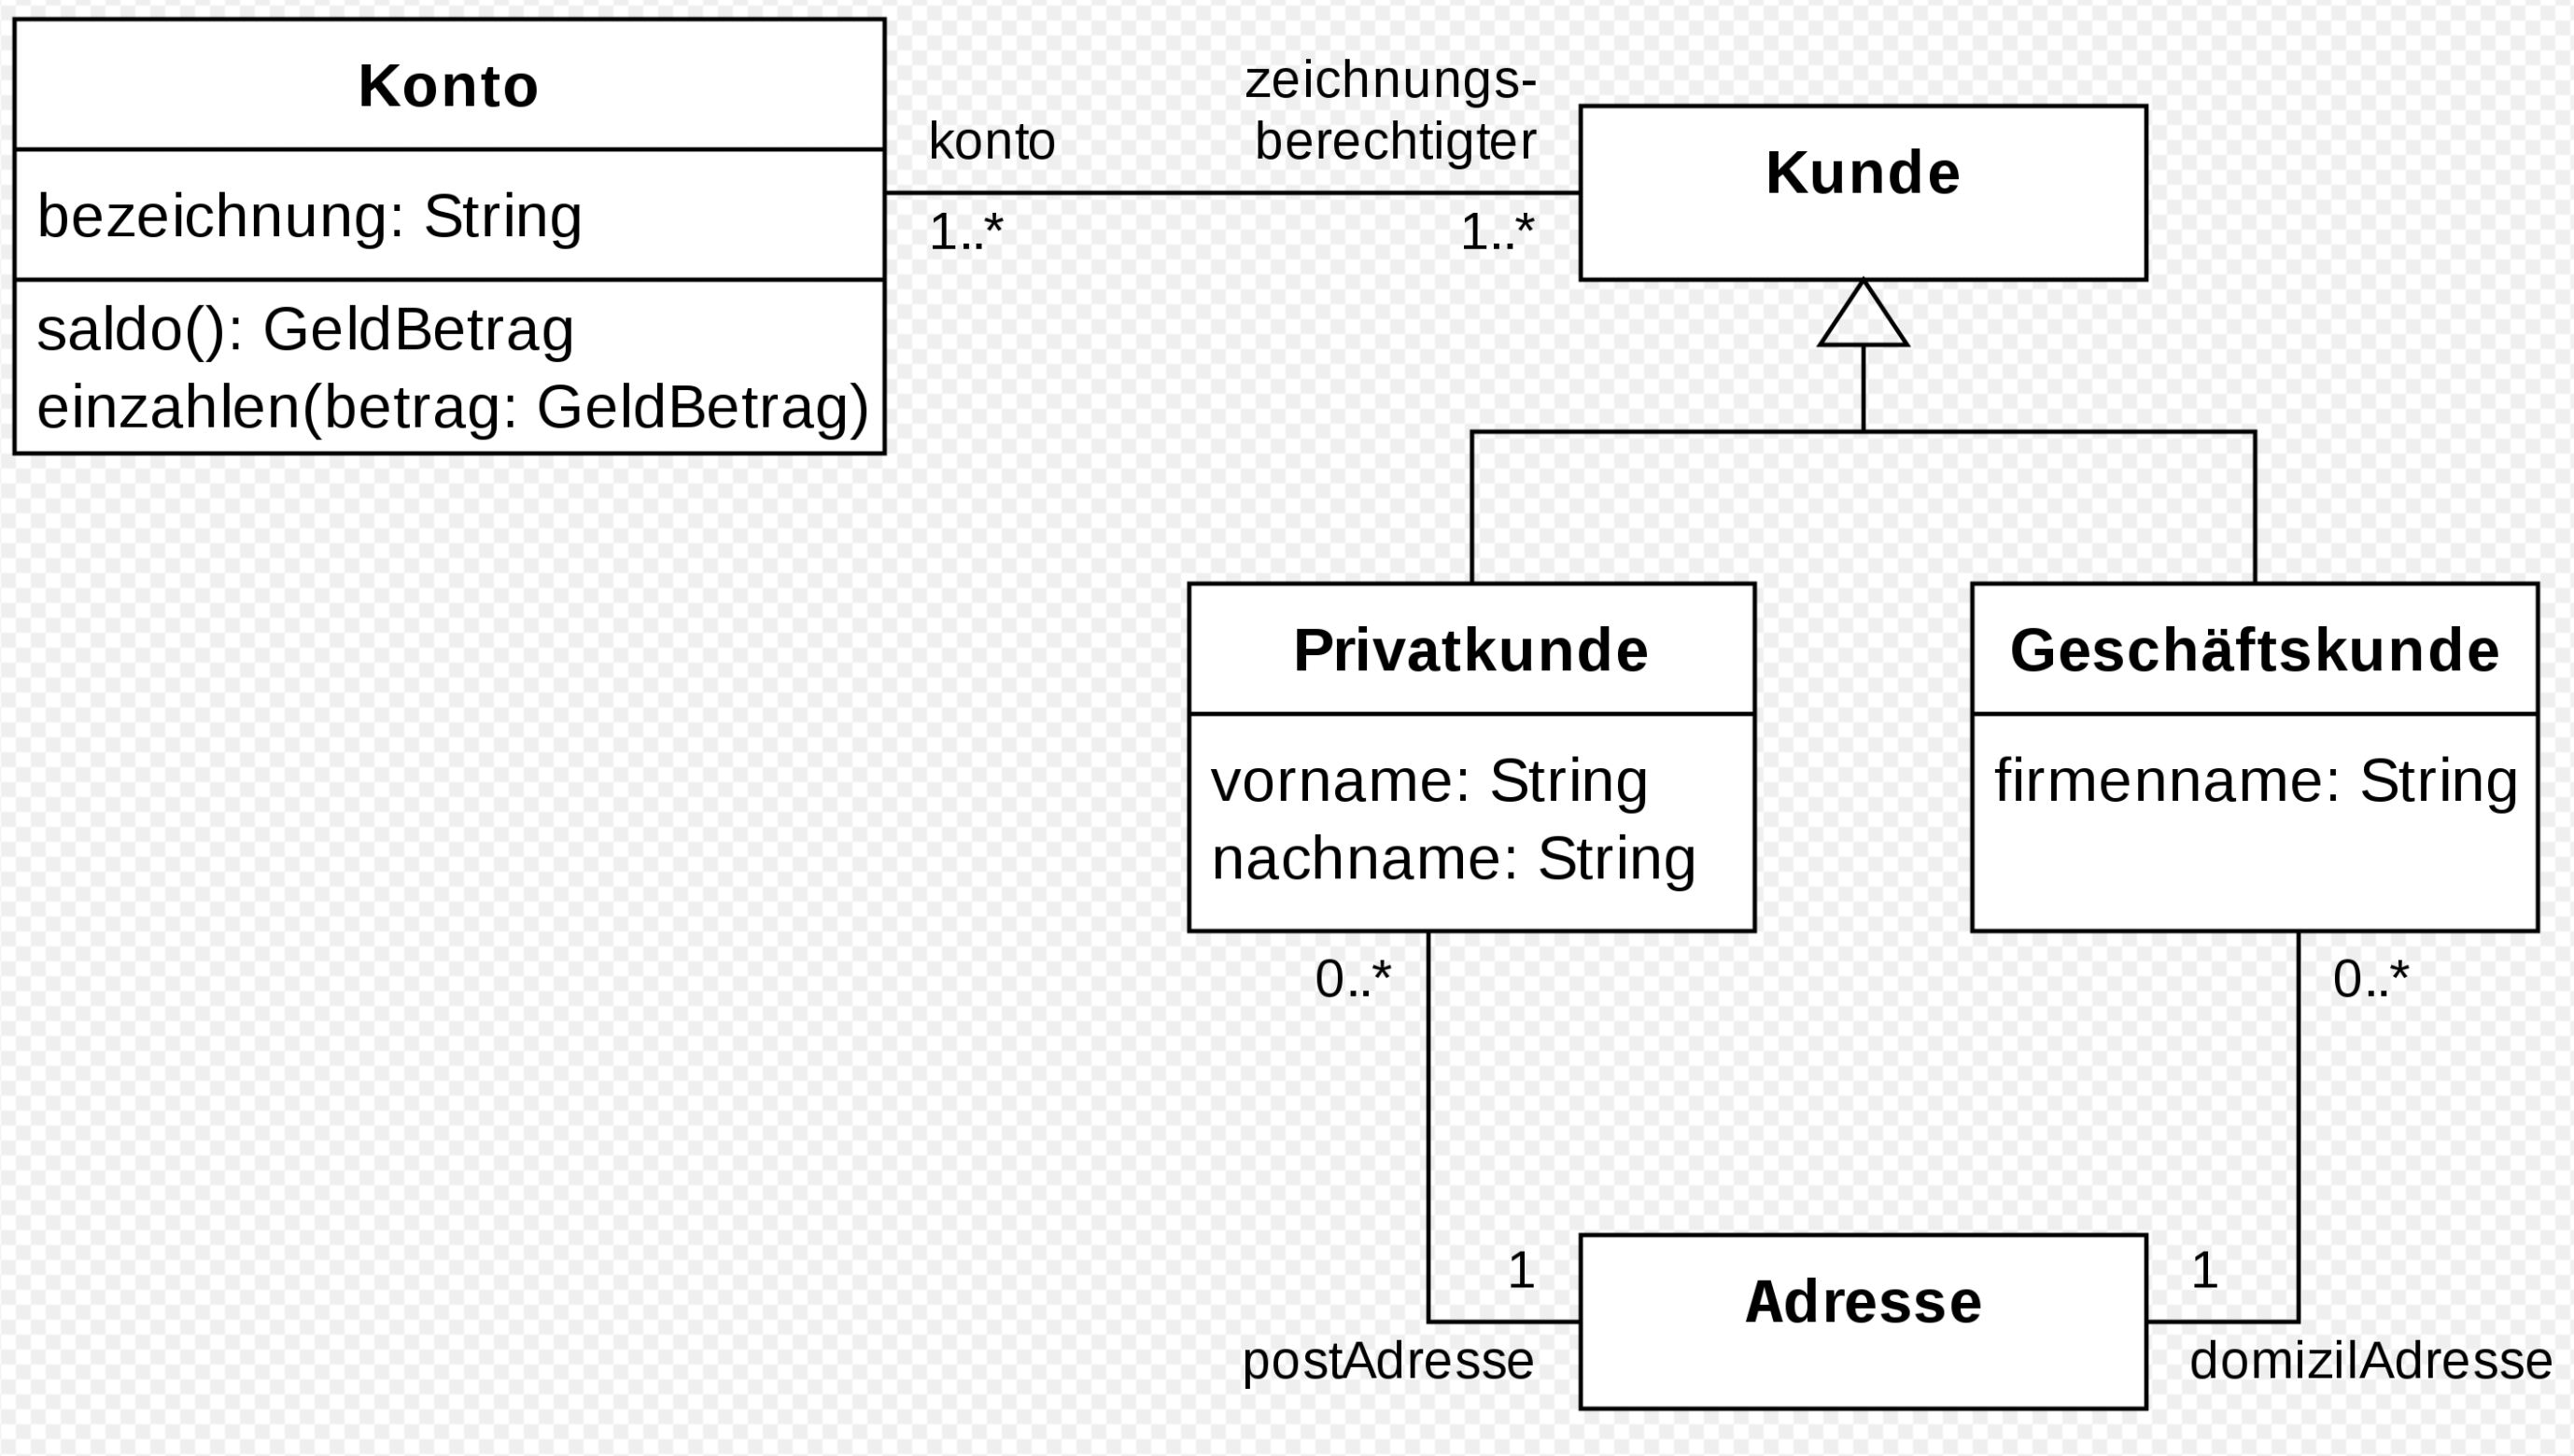 Konto
bezeichnung: String
saldo(): GeldBetrag
einzahlen(betrag: GeldBetrag)
konto
1..*
zeichnungs-
berechtigter
1..*
Kunde
Privatkunde
vorname: String
nachname: String
Geschäftskunde
firmenname: String
0..*
0..*
1
postAdresse
Adresse
1
domizilAdresse